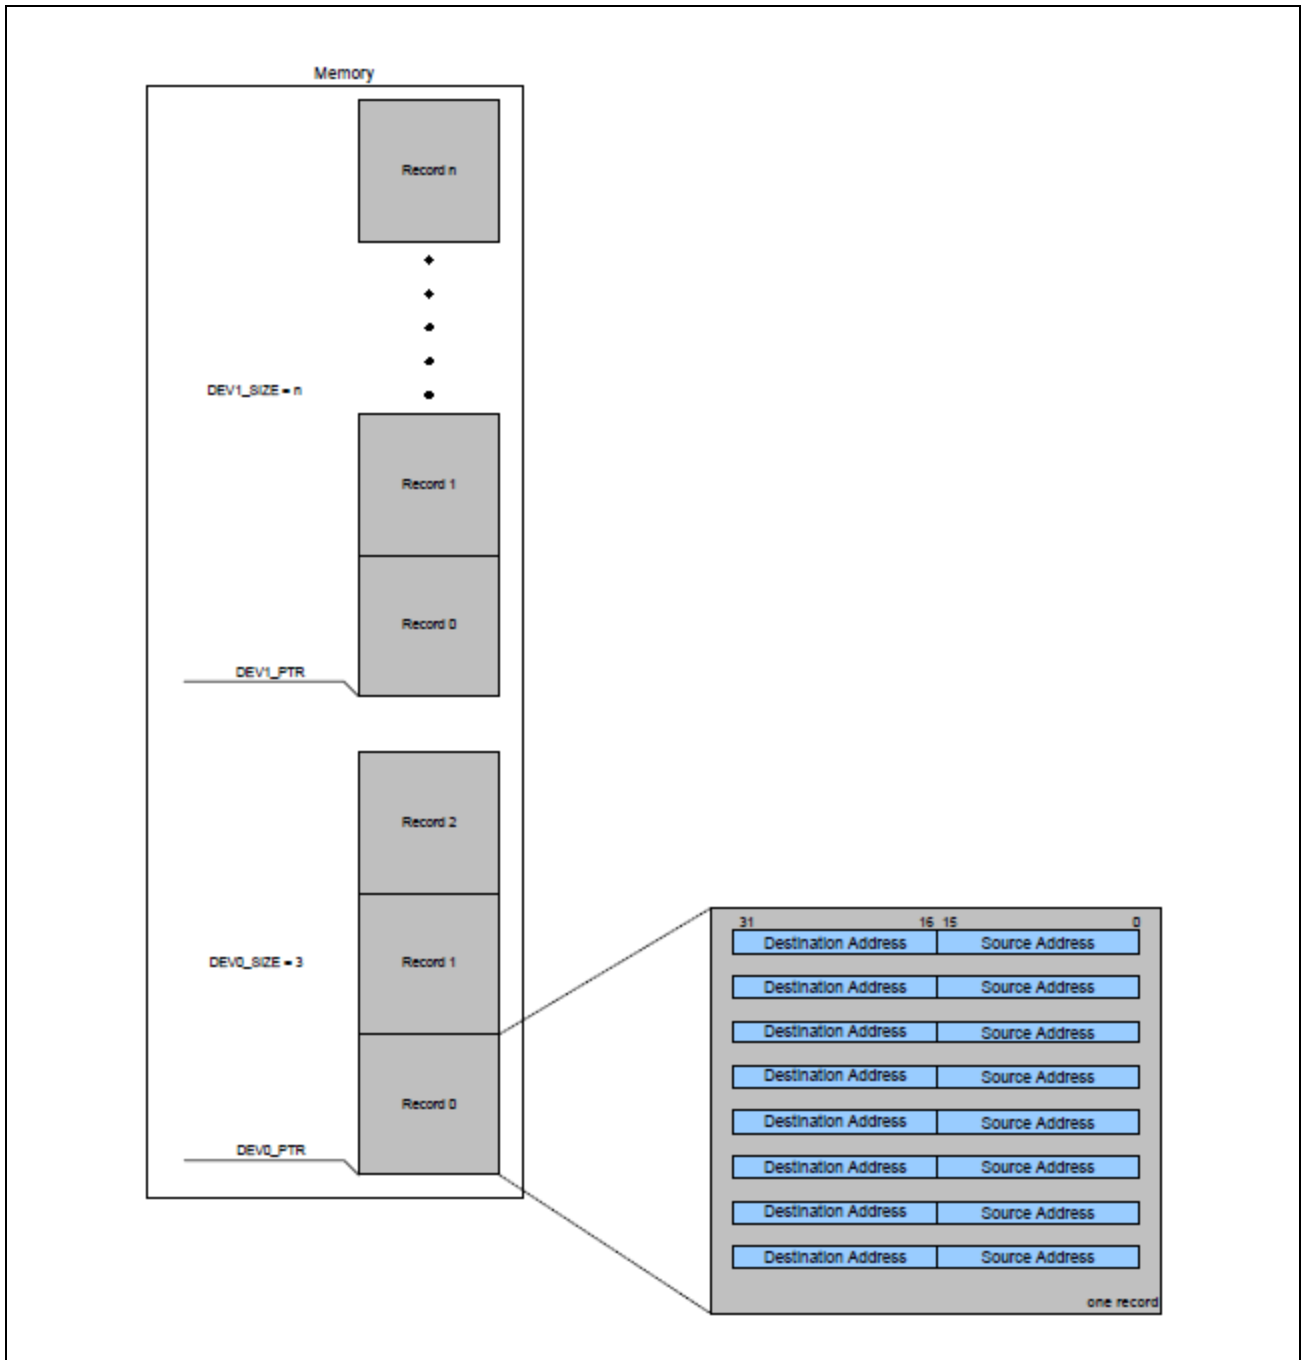 Memory
Record n
DEV1_SIZE = n
Record 1
Record 0
DEV1_PTR
Record 2
DEV0_SIZE = 3
Record 1
Record 0
DEV0_PTR
31 16 15 0
Destination Address Source Address
Destination Address Source Address
Destination Address Source Address
Destination Address Source Address
Destination Address Source Address
Destination Address Source Address
Destination Address Source Address
Destination Address Source Address
one record